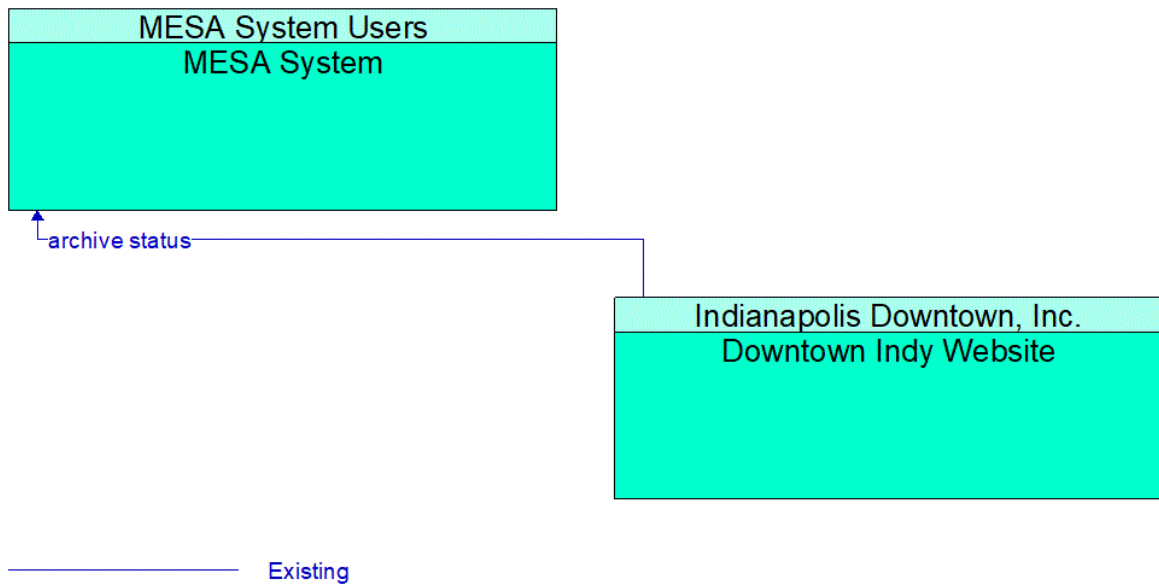 MESA System Users
MESA System
archive status
Indianapolis Downtown, Inc.
Downtown Indy Website
Existing